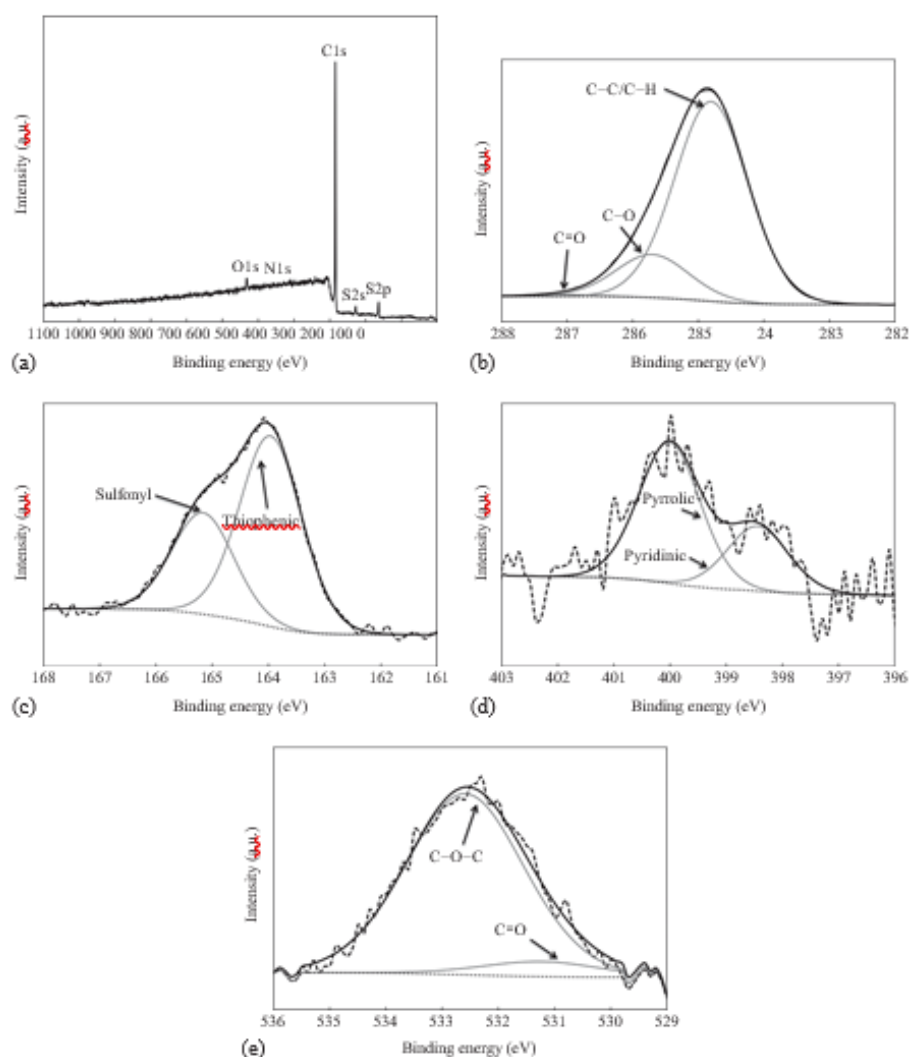 C1s
O1s N1s
S2s S2p
Intensity (a.u.)
1100 1000 900 800 700 600 500 400 300 200 100 0
Binding energy (eV)
(a)
C−C/C−H
C−O
C=O
Intensity (a.u.)
288 287 286 285 284 24 283 282
Binding energy (eV)
(b)
Sulfonyl
Thiophenic
Intensity (a.u.)
168 167 166 165 164 163 162 161
Binding energy (eV)
(c)
Pyrrolic
Pyridinic
Intensity (a.u.)
403 402 401 400 399 398 397 396
Binding energy (eV)
(d)
C−O−C
C=O
Intensity (a.u.)
536 535 534 533 532 531 530 529
Binding energy (eV)
(e)